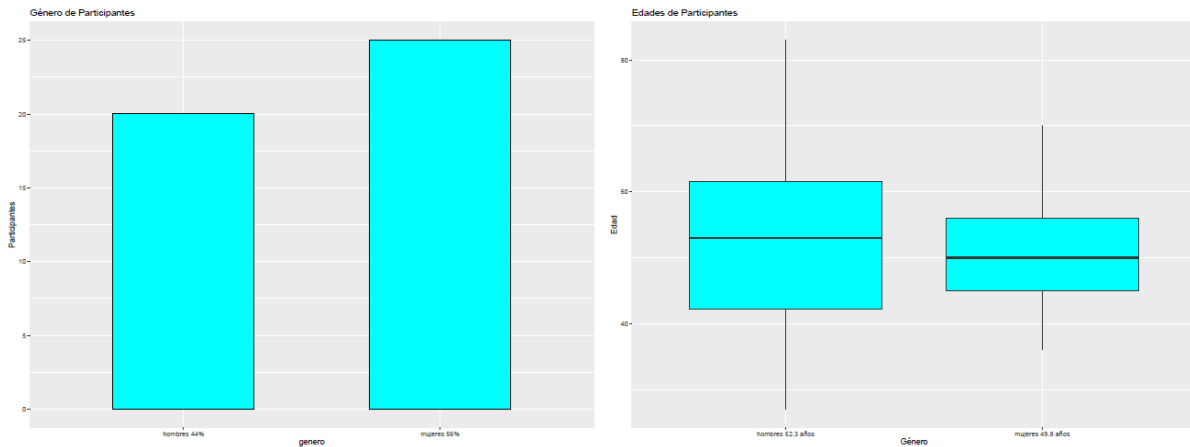 Género de Participantes
25
20
15
10
5
0
Participantes
hombres 44%
mujeres 56%
genero
Edades de Participantes
80
60
40
Edad
hombres 52.3 años
mujeres 49.8 años
Género